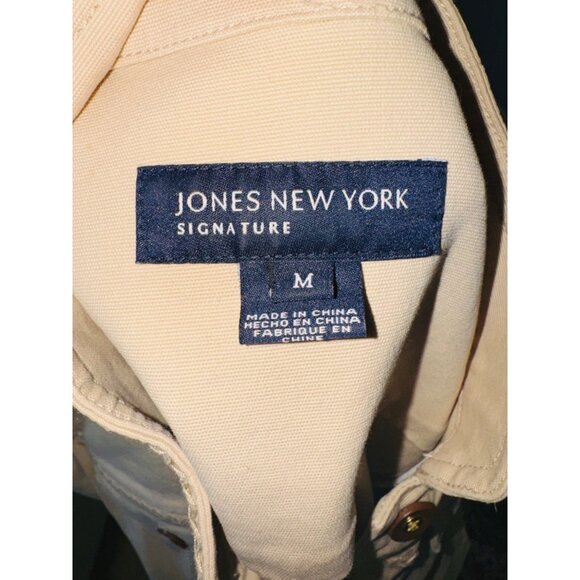 JONES NEW YORK
SIGNATURE
M
MADE IN CHINA
HECHO EN CHINA
FABRIQUE EN
CHINE